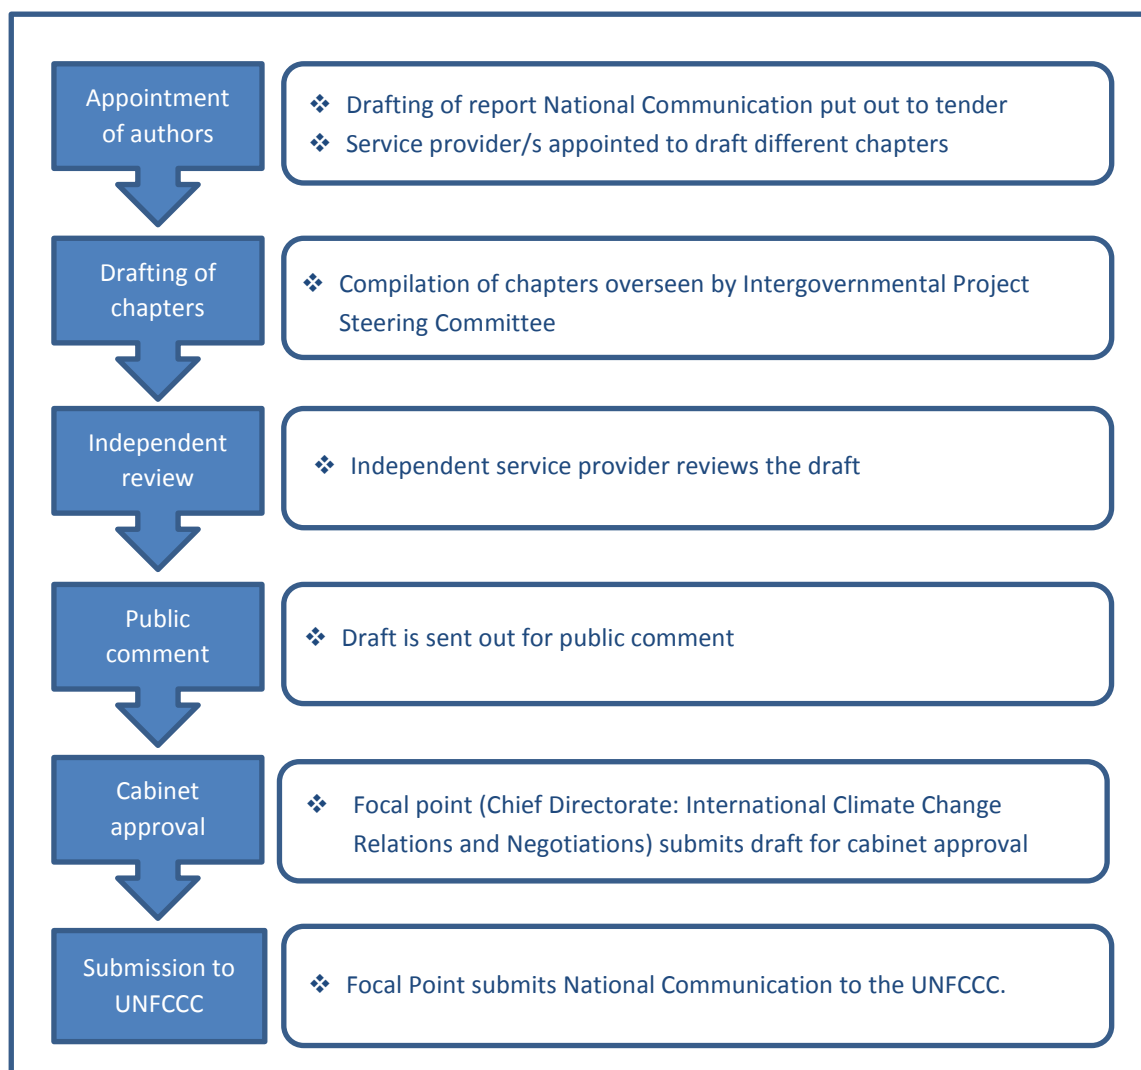 Appointment
of authors
❖ Drafting of report National Communication put out to tender
❖ Service provider/s appointed to draft different chapters
Drafting of
chapters
❖ Compilation of chapters overseen by Intergovernmental Project
Steering Committee
Independent
review
❖ Independent service provider reviews the draft
Public
comment
❖ Draft is sent out for public comment
Cabinet
approval
❖ Focal point (Chief Directorate: International Climate Change
Relations and Negotiations) submits draft for cabinet approval
Submission to
UNFCCC
❖ Focal Point submits National Communication to the UNFCCC.